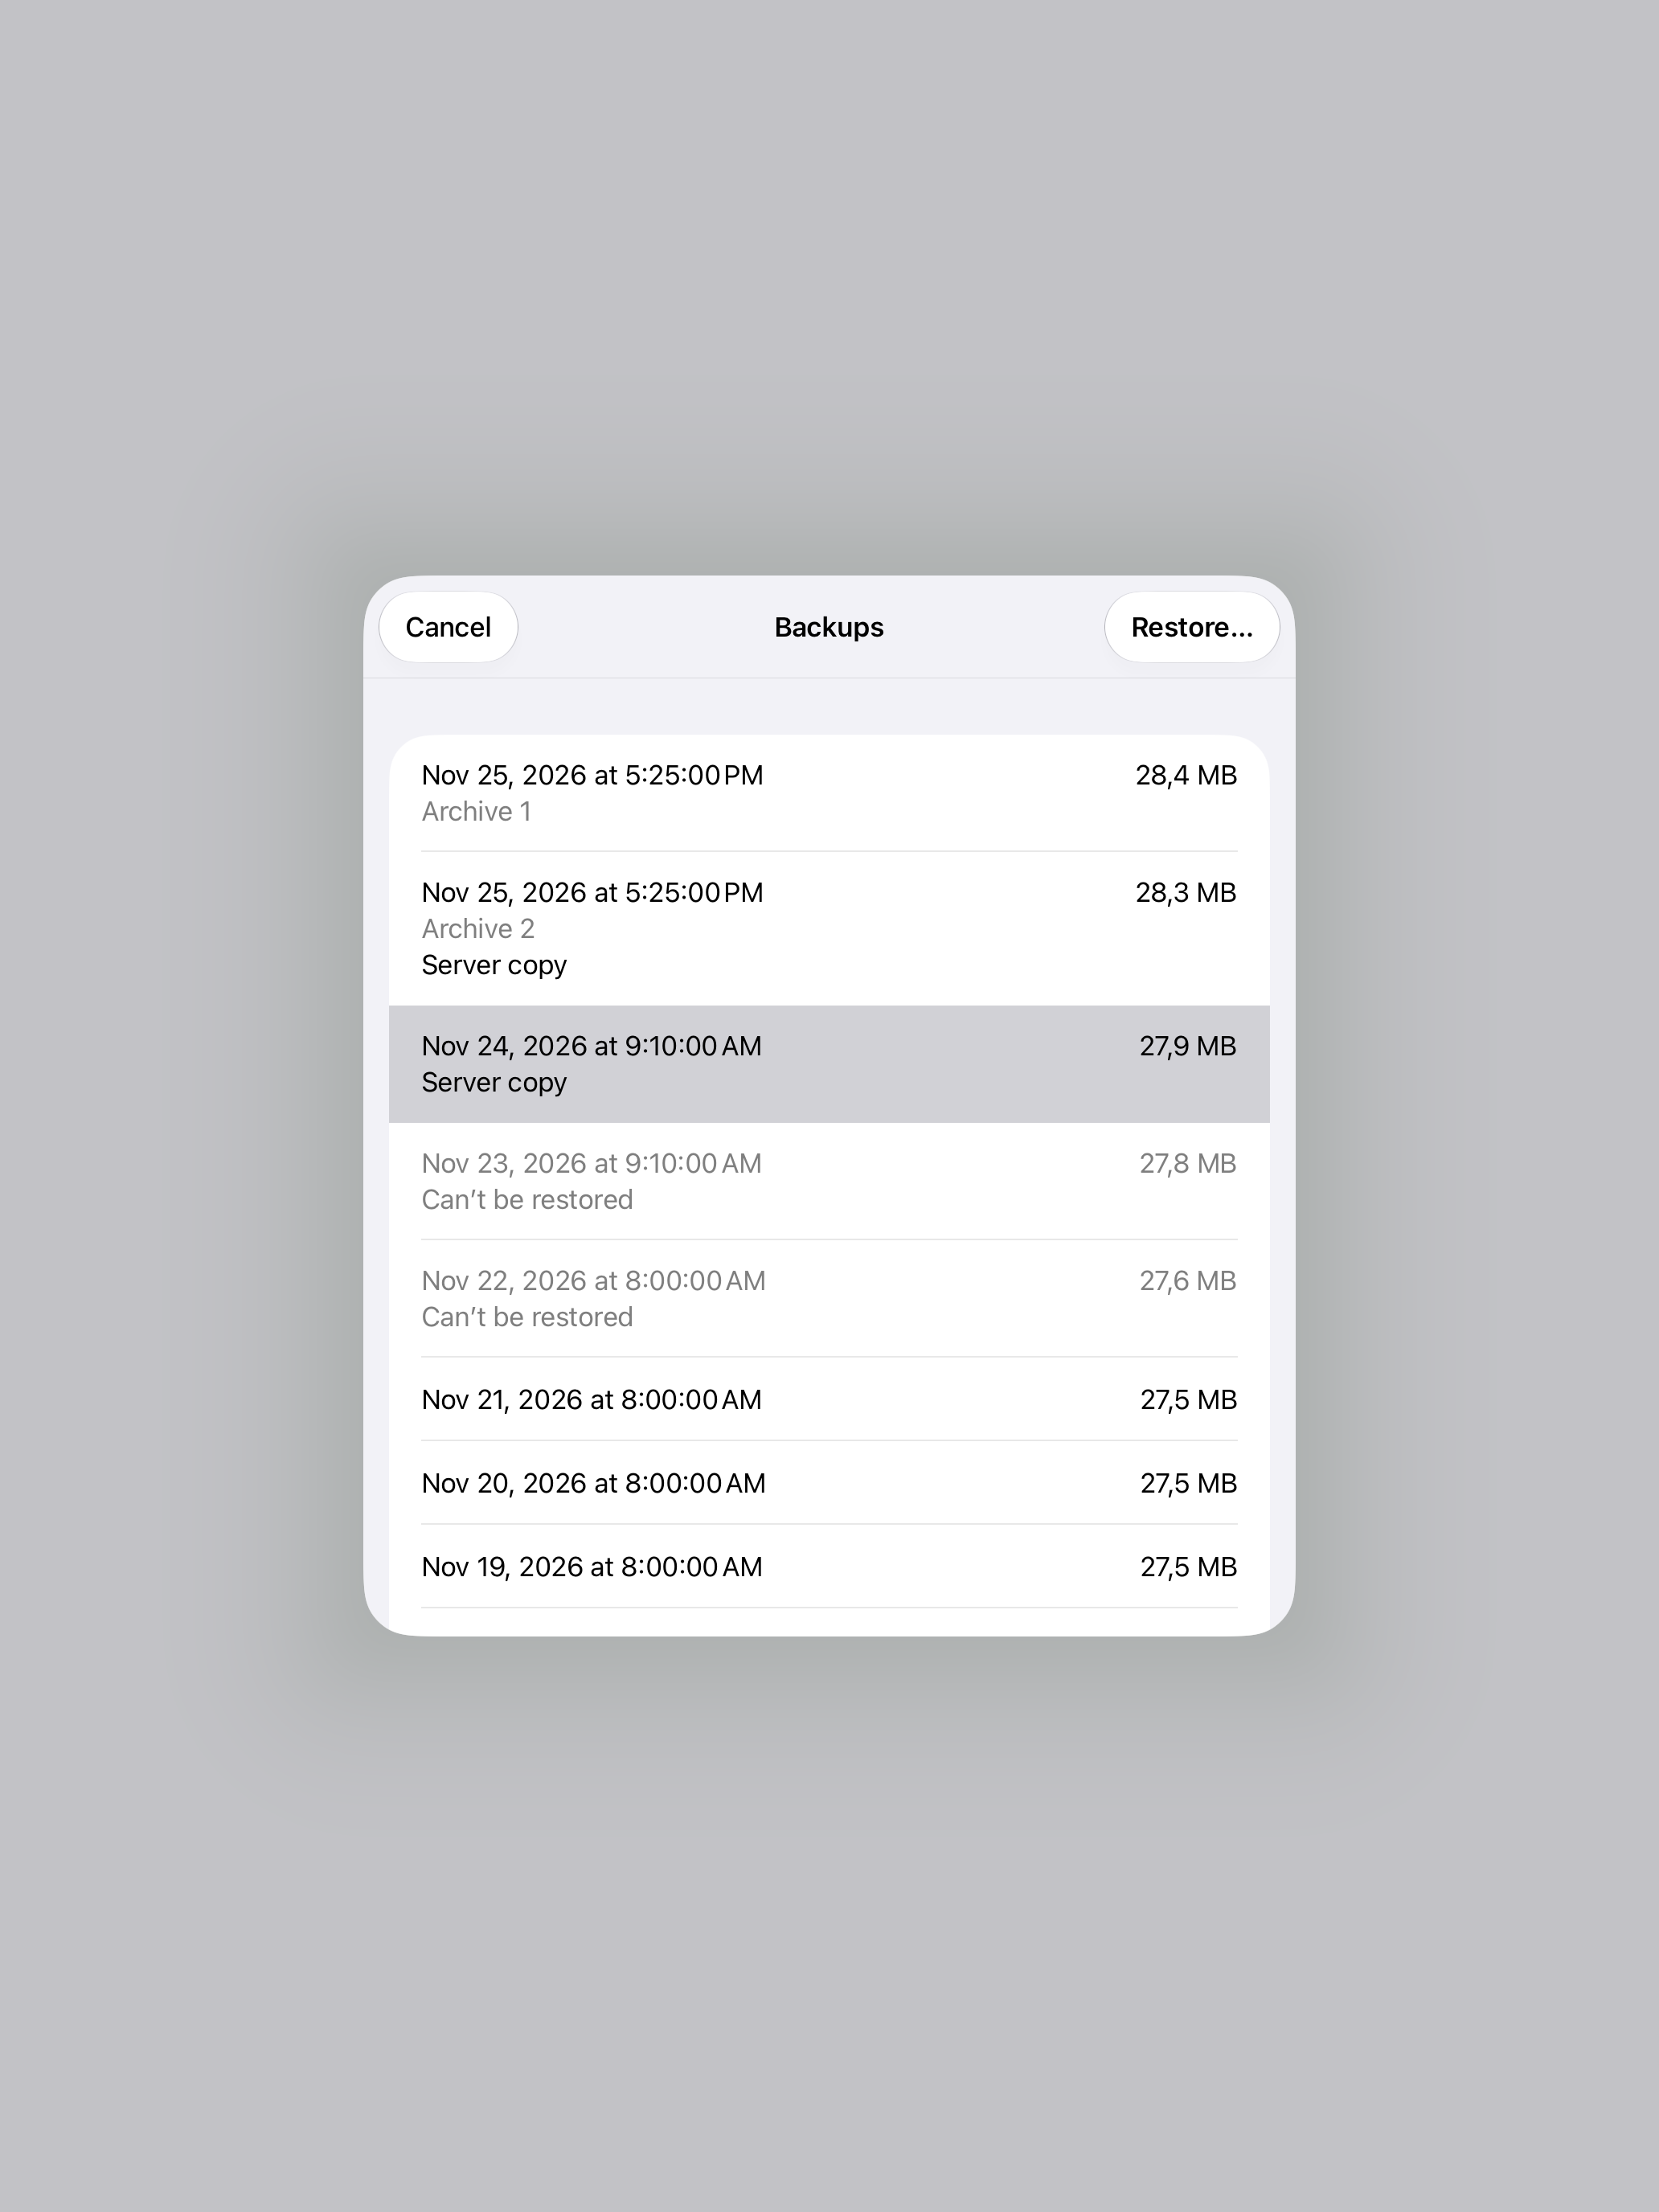 Cancel Backups Restore…
Nov 25, 2026 at 5:25:00 PM 28,4 MB
Archive 1
Nov 25, 2026 at 5:25:00 PM 28,3 MB
Archive 2
Server copy
Nov 24, 2026 at 9:10:00 AM 27,9 MB
Server copy
Nov 23, 2026 at 9:10:00 AM 27,8 MB
Can’t be restored
Nov 22, 2026 at 8:00:00 AM 27,6 MB
Can’t be restored
Nov 21, 2026 at 8:00:00 AM 27,5 MB
Nov 20, 2026 at 8:00:00 AM 27,5 MB
Nov 19, 2026 at 8:00:00 AM 27,5 MB